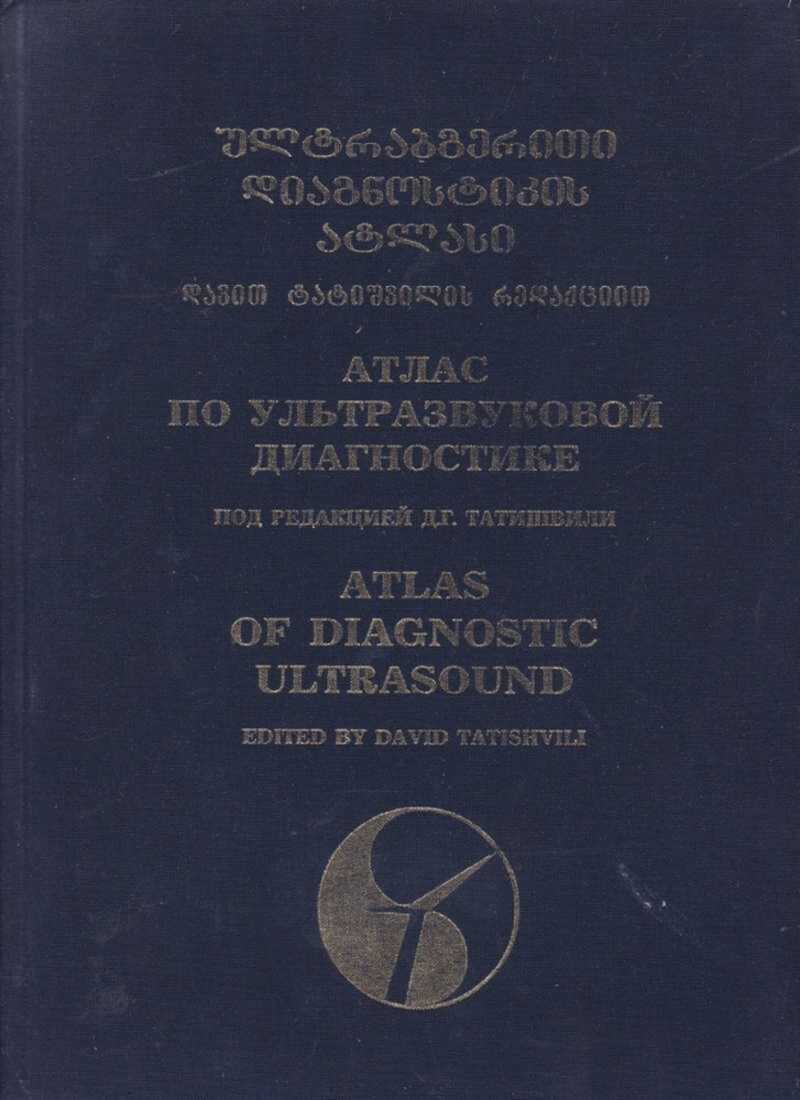 ულტრაბგერითი
დიაგნოსტიკის
ატლასი
დავით ტატიშვილის რედაქციით
АТЛАС
ПО УЛЬТРАЗВУКОВОЙ
ДИАГНОСТИКЕ
ПОД РЕДАКЦИЕЙ Д.Г. ТАТИШВИЛИ
ATLAS
OF DIAGNOSTIC
ULTRASOUND
EDITED BY DAVID TATISHVILI